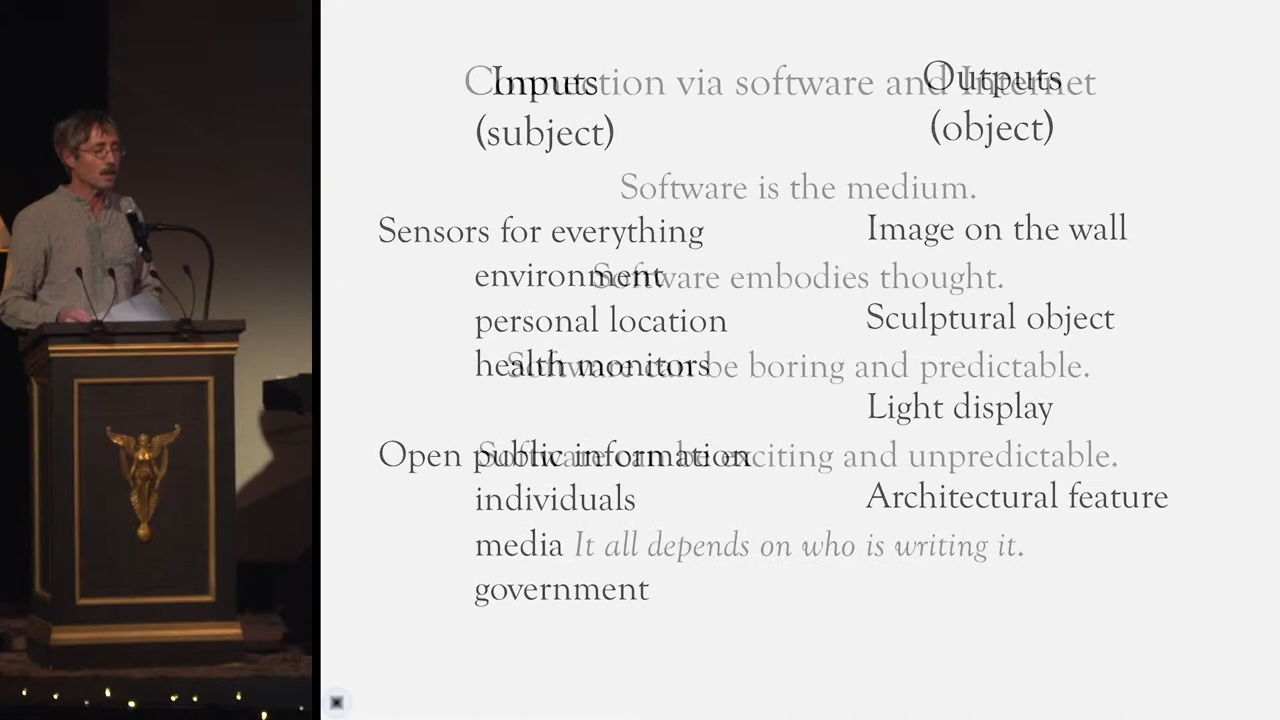 Connection via software and Internet
Software is the medium.
Software embodies thought.
Software can be boring and predictable.
Software can be exciting and unpredictable.
It all depends on who is writing it.
Inputs
(subject)
Sensors for everything
environment
personal location
health monitors
Open public information
individuals
media
government
Outputs
(object)
Image on the wall
Sculptural object
Light display
Architectural feature